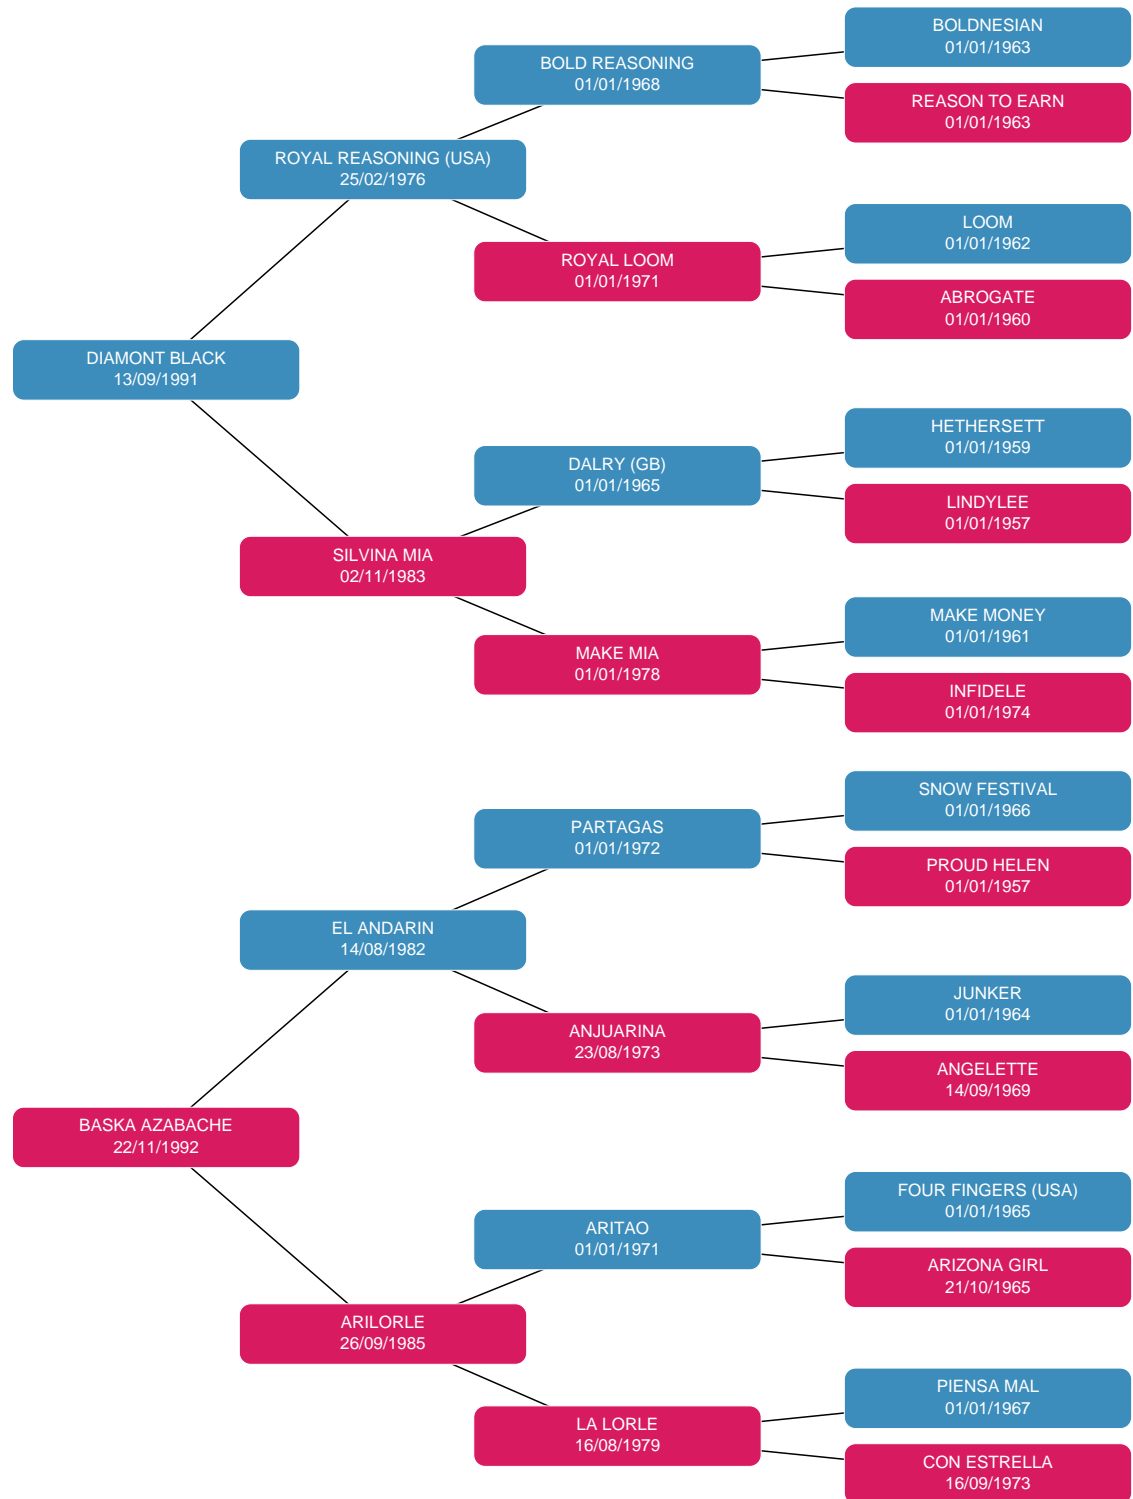 BOLDNESIAN
01/01/1963
BOLD REASONING
01/01/1968
REASON TO EARN
01/01/1963
ROYAL REASONING (USA)
25/02/1976
LOOM
01/01/1962
ROYAL LOOM
01/01/1971
ABROGATE
01/01/1960
DIAMONT BLACK
13/09/1991
HETHERSETT
01/01/1959
DALRY (GB)
01/01/1965
LINDYLEE
01/01/1957
SILVINA MIA
02/11/1983
MAKE MONEY
01/01/1961
MAKE MIA
01/01/1978
INFIDELE
01/01/1974
SNOW FESTIVAL
01/01/1966
PARTAGAS
01/01/1972
PROUD HELEN
01/01/1957
EL ANDARIN
14/08/1982
JUNKER
01/01/1964
ANJUARINA
23/08/1973
ANGELETTE
14/09/1969
BASKA AZABACHE
22/11/1992
FOUR FINGERS (USA)
01/01/1965
ARITAO
01/01/1971
ARIZONA GIRL
21/10/1965
ARILORLE
26/09/1985
PIENSA MAL
01/01/1967
LA LORLE
16/08/1979
CON ESTRELLA
16/09/1973